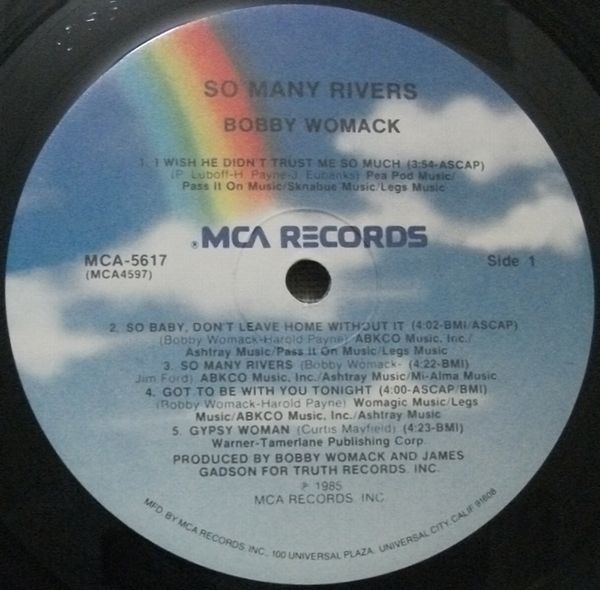 SO MANY RIVERS
BOBBY WOMACK
1. I WISH HE DIDN'T TRUST ME SO MUCH (3:54-ASCAP)
(P. Luboff-H. Payne-J. Eubanks) Pea Pod Music/
Pass It On Music/Sknabue Music/Legs Music
®MCA RECORDS
MCA-5617
(MCA4597)
Side 1
2. SO BABY, DON'T LEAVE HOME WITHOUT IT (4:02-BMI/ASCAP)
(Bobby Womack-Harold Payne) ABKCO Music, Inc./
Ashtray Music/Pass It On Music/Legs Music
3. SO MANY RIVERS (Bobby Womack- (4:22-BMI)
Jim Ford) ABKCO Music, Inc./Ashtray Music/Mi-Alma Music
4. GOT TO BE WITH YOU TONIGHT (4:00-ASCAP/BMI)
(Bobby Womack-Harold Payne) Womagic Music/Legs
Music/ABKCO Music, Inc./Ashtray Music
5. GYPSY WOMAN (Curtis Mayfield) (4:23-BMI)
Warner-Tamerlane Publishing Corp.
PRODUCED BY BOBBY WOMACK AND JAMES
GADSON FOR TRUTH RECORDS, INC.
℗ 1985
MCA RECORDS, INC.
MFD. BY MCA RECORDS, INC., 100 UNIVERSAL PLAZA, UNIVERSAL CITY, CALIF. 91608